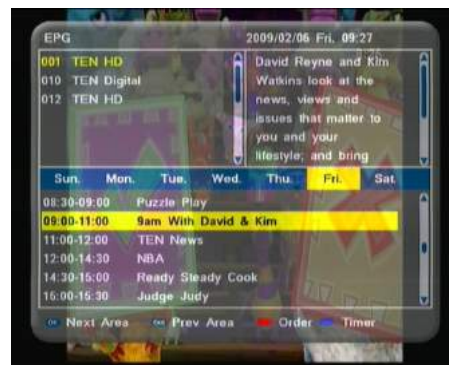 EPG 2009/02/06 Fri. 09:27
001 TEN HD
010 TEN Digital
012 TEN HD
David Reyne and Kim
Watkins look at the
news, views and
issues that matter to
you and your
lifestyle; and bring
Sun. Mon. Tue. Wed. Thu. Fri. Sat.
08:30-09:00 Puzzle Play
09:00-11:00 9am With David & Kim
11:00-12:00 TEN News
12:00-14:30 NBA
14:30-15:00 Ready Steady Cook
15:00-15:30 Judge Judy
Next Area Prev Area Order Timer